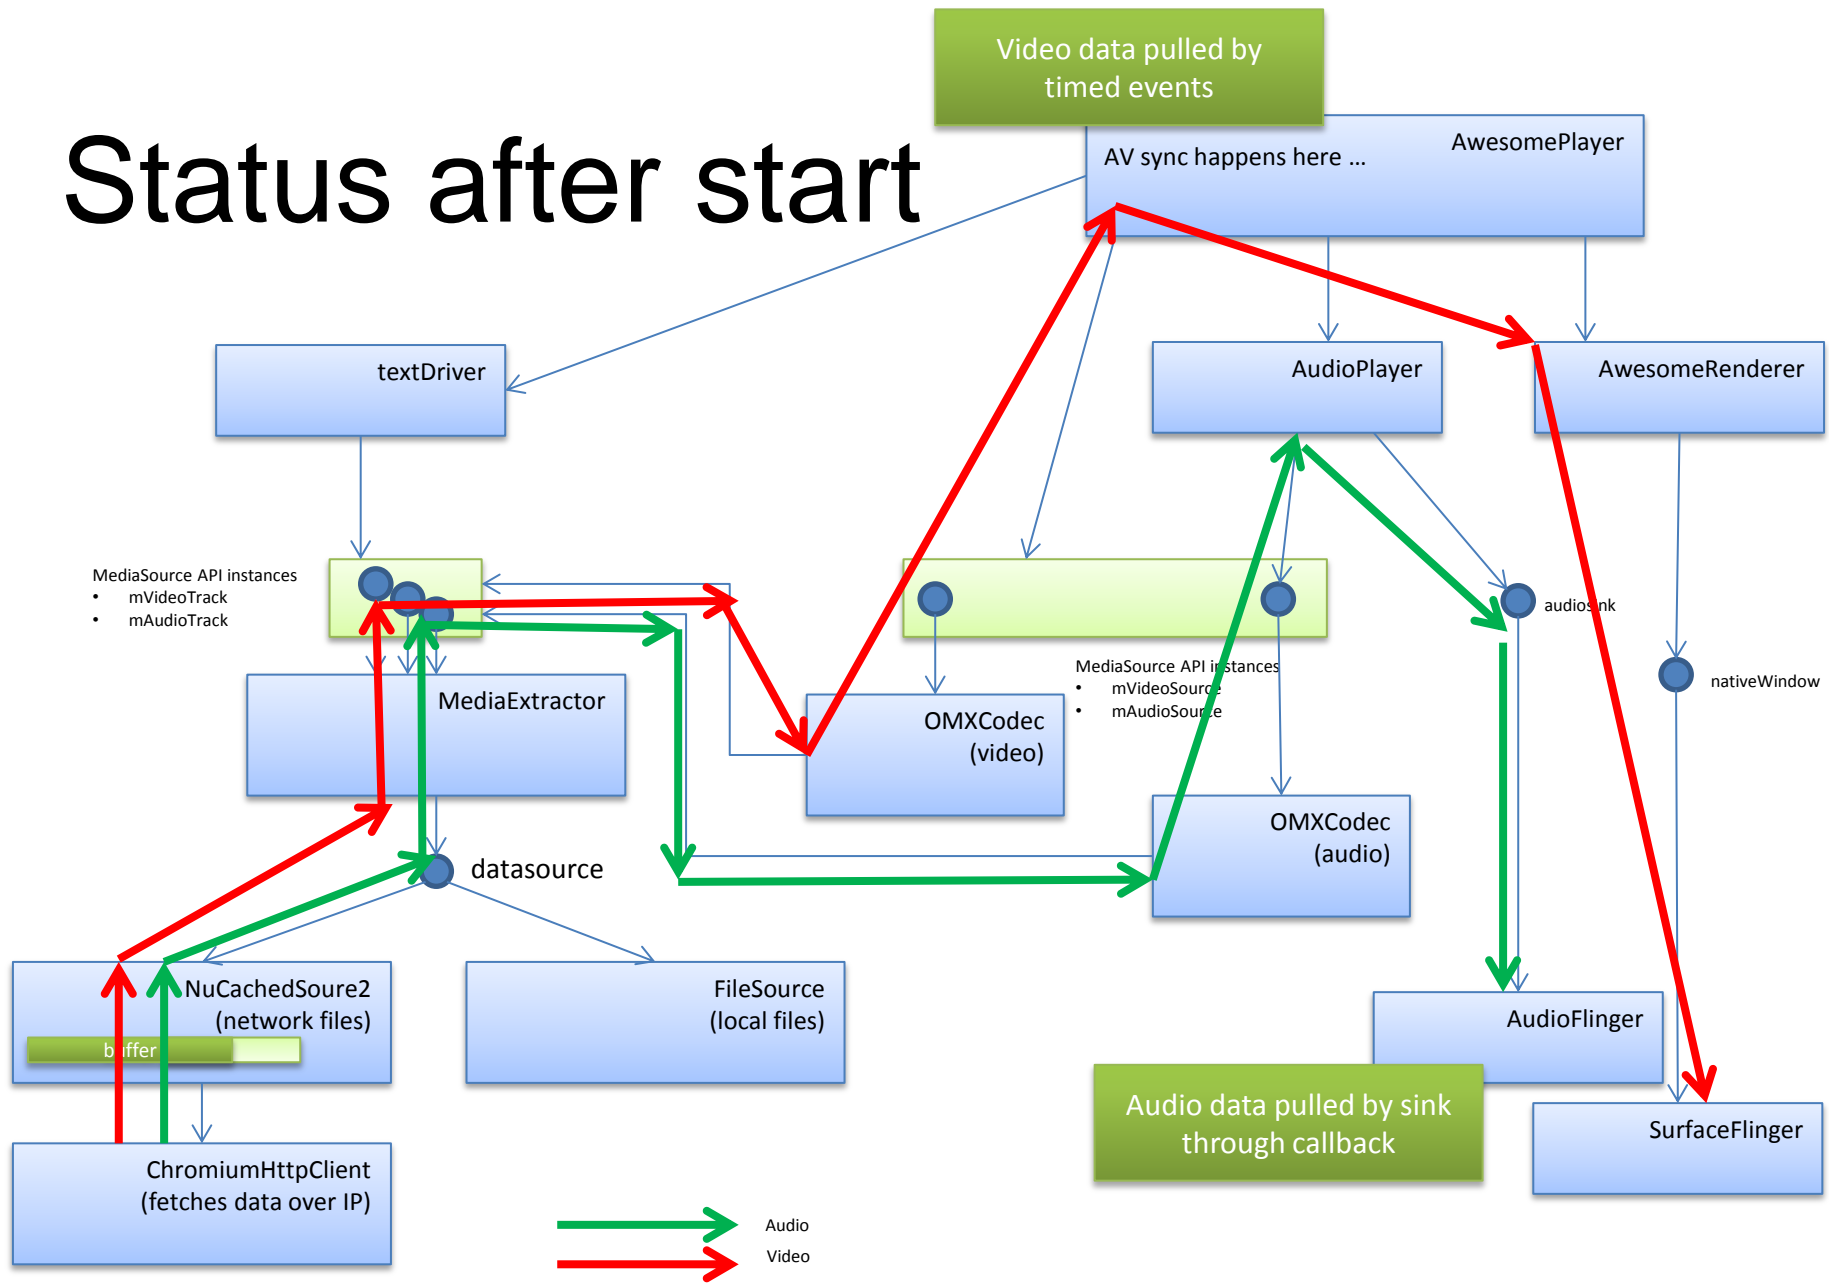 Video data pulled by
timed events
Status after start
AwesomePlayer
AV sync happens here ...
textDriver
AudioPlayer
AwesomeRenderer
MediaSource API instances
• mVideoTrack
• mAudioTrack
audiosink
MediaSource API instances
• mVideoSource
• mAudioSource
nativeWindow
MediaExtractor
OMXCodec
(video)
OMXCodec
(audio)
datasource
NuCachedSoure2
(network files)
buffer
FileSource
(local files)
AudioFlinger
Audio data pulled by sink
through callback
SurfaceFlinger
ChromiumHttpClient
(fetches data over IP)
Audio
Video